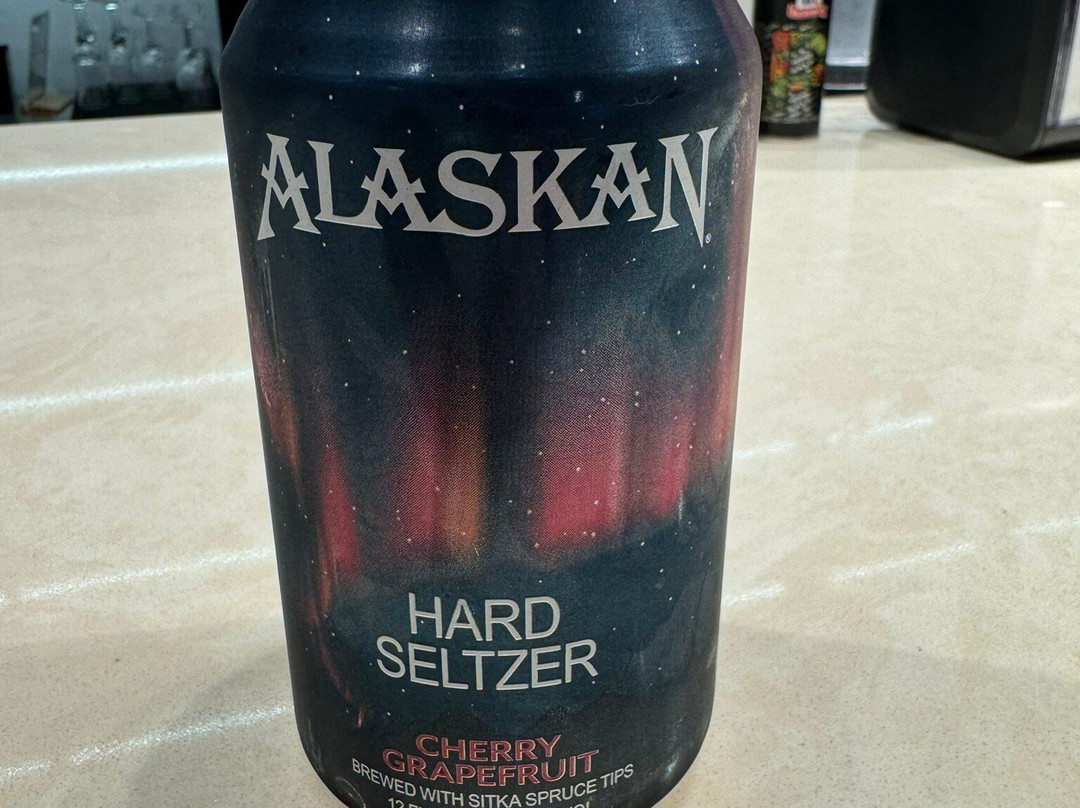 ALASKAN
HARD
SELTZER
CHERRY
GRAPEFRUIT
BREWED WITH SITKA SPRUCE TIPS